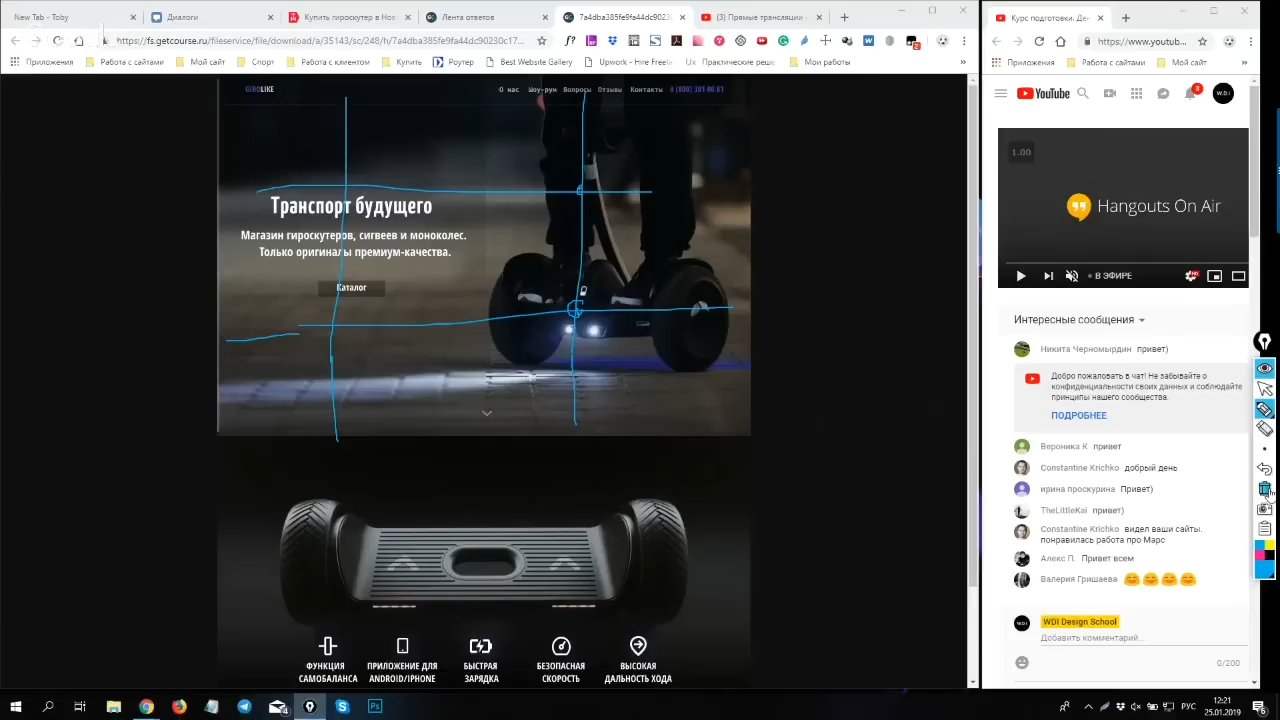 New Tab - Toby
Диалоги
Купить гироскутер в Нов
Лента ответов
7a4dba385fe9fa44dc9023
(3) Прямые трансляции -
https://fs.getcourse.ru/fileservice/file/
Приложения
Работа с сайтами
Мой сайт
Спорт
Работа с клиентом
Купить
Роутер
Best Website Gallery
Upwork - Hire Freela
Практические реше
Мои работы
GIROLIKE
О нас
Шоу-рум
Вопросы
Отзывы
Контакты
8 (800) 301 00 81
Транспорт будущего
Магазин гироскутеров, сигвеев и моноколес.
Только оригиналы премиум-качества.
Каталог
ФУНКЦИЯ
САМОБАЛАНСА
ПРИЛОЖЕНИЕ ДЛЯ
ANDROID/IPHONE
БЫСТРАЯ
ЗАРЯДКА
БЕЗОПАСНАЯ
СКОРОСТЬ
ВЫСОКАЯ
ДАЛЬНОСТЬ ХОДА
Курс подготовки. Де
https://www.youtub...
Приложения
Работа с сайтами
Мой сайт
YouTube
3
W.D.I
1.00
Hangouts On Air
В ЭФИРЕ
HD
Интересные сообщения
Никита Черномырдин привет)
Добро пожаловать в чат! Не забывайте о
конфиденциальности своих данных и соблюдайте
принципы нашего сообщества.
ПОДРОБНЕЕ
Вероника К привет
Constantine Krichko добрый день
ирина проскурина Привет)
TheLittleKai привет)
Constantine Krichko видел ваши сайты.
понравилась работа про Марс
Алекс П. Привет всем
Валерия Гришаева
WDI Design School
Добавить комментарий...
0/200
Ps
РУС
12:21
25.01.2019